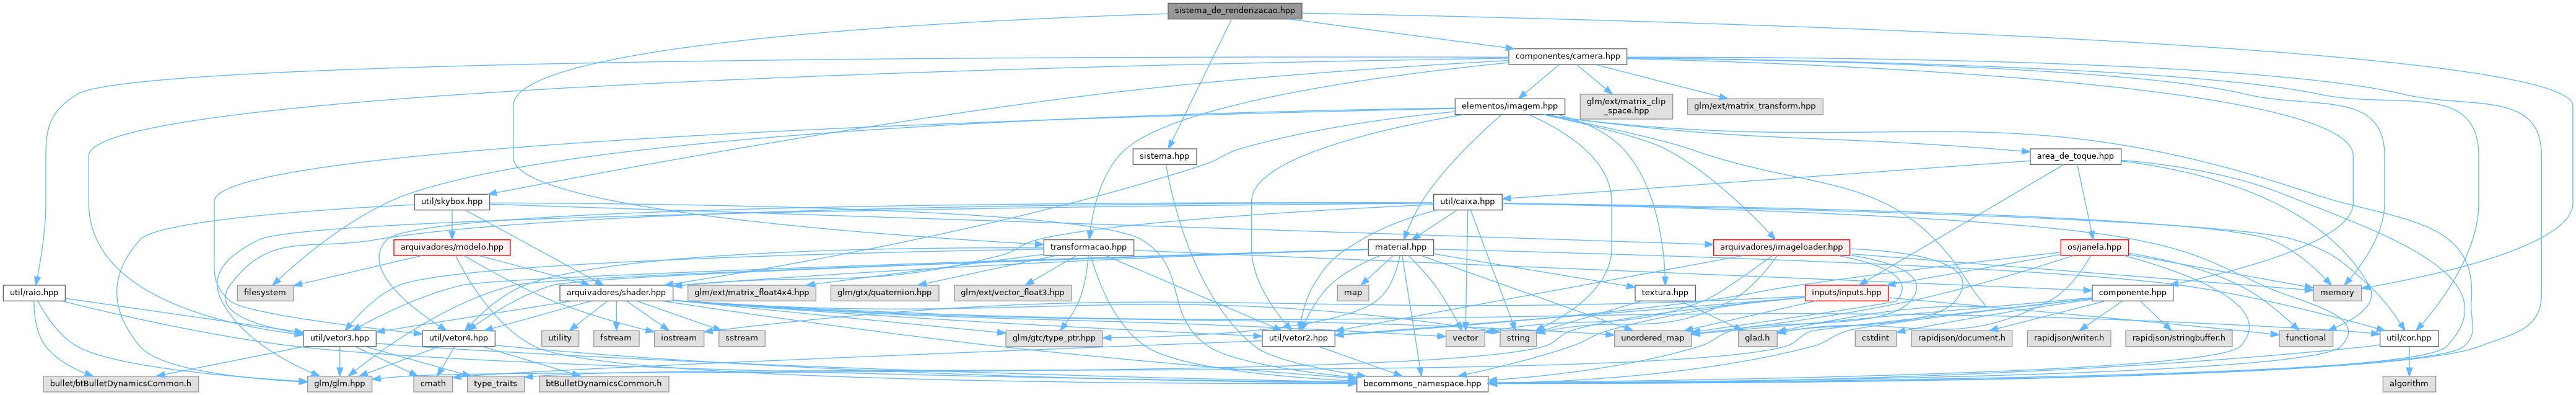 sistema_de_renderizacao.hpp
componentes/camera.hpp
elementos/imagem.hpp
glm/ext/matrix_clip
_space.hpp
glm/ext/matrix_transform.hpp
sistema.hpp
area_de_toque.hpp
util/skybox.hpp
util/caixa.hpp
arquivadores/modelo.hpp
transformacao.hpp
material.hpp
arquivadores/imageloader.hpp
os/janela.hpp
util/raio.hpp
filesystem
arquivadores/shader.hpp
glm/ext/matrix_float4x4.hpp
glm/gtx/quaternion.hpp
glm/ext/vector_float3.hpp
map
textura.hpp
inputs/inputs.hpp
componente.hpp
memory
util/vetor3.hpp
util/vetor4.hpp
utility
fstream
iostream
sstream
glm/gtc/type_ptr.hpp
util/vetor2.hpp
vector
string
unordered_map
glad.h
cstdint
rapidjson/document.h
rapidjson/writer.h
rapidjson/stringbuffer.h
functional
util/cor.hpp
bullet/btBulletDynamicsCommon.h
glm/glm.hpp
cmath
type_traits
btBulletDynamicsCommon.h
becommons_namespace.hpp
algorithm